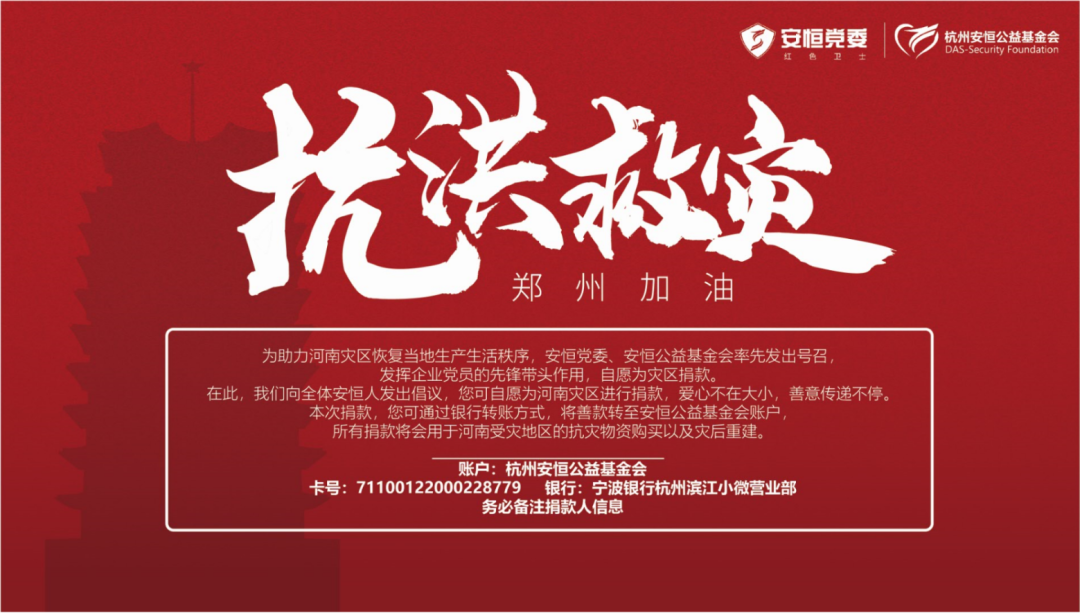 安恒党委
红色卫士
杭州安恒公益基金会
DAS-Security Foundation
抗洪救灾
郑州加油
为助力河南灾区恢复当地生产生活秩序，安恒党委、安恒公益基金会率先发出号召，
发挥企业党员的先锋带头作用，自愿为灾区捐款。
在此，我们向全体安恒人发出倡议，您可自愿为河南灾区进行捐款，爱心不在大小，善意传递不停。
本次捐款，您可通过银行转账方式，将善款转至安恒公益基金会账户，
所有捐款将会用于河南受灾地区的抗灾物资购买以及灾后重建。
账户：杭州安恒公益基金会
卡号：71100122000228779 银行：宁波银行杭州滨江小微营业部
务必备注捐款人信息